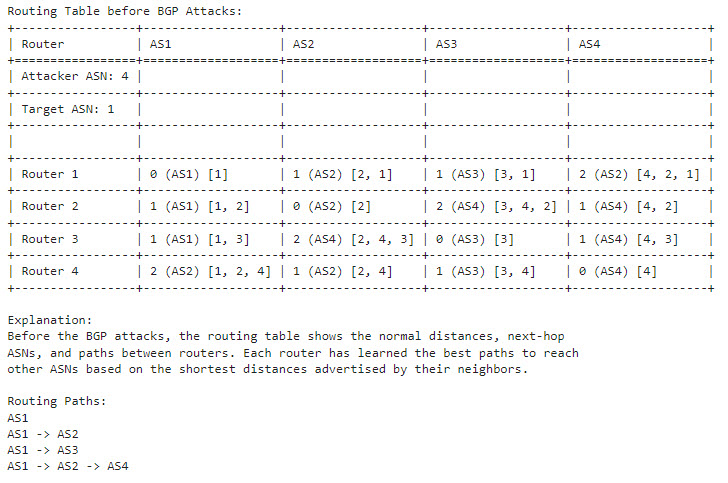 Routing Table before BGP Attacks:
+-----------------+-------------------+-------------------+-------------------+-------------------+
| Router | AS1 | AS2 | AS3 | AS4 |
+=================+===================+===================+===================+===================+
| Attacker ASN: 4 | | | | |
+-----------------+-------------------+-------------------+-------------------+-------------------+
| Target ASN: 1 | | | | |
+-----------------+-------------------+-------------------+-------------------+-------------------+
| | | | | |
+-----------------+-------------------+-------------------+-------------------+-------------------+
| Router 1 | 0 (AS1) [1] | 1 (AS2) [2, 1] | 1 (AS3) [3, 1] | 2 (AS2) [4, 2, 1] |
+-----------------+-------------------+-------------------+-------------------+-------------------+
| Router 2 | 1 (AS1) [1, 2] | 0 (AS2) [2] | 2 (AS4) [3, 4, 2] | 1 (AS4) [4, 2] |
+-----------------+-------------------+-------------------+-------------------+-------------------+
| Router 3 | 1 (AS1) [1, 3] | 2 (AS4) [2, 4, 3] | 0 (AS3) [3] | 1 (AS4) [4, 3] |
+-----------------+-------------------+-------------------+-------------------+-------------------+
| Router 4 | 2 (AS2) [1, 2, 4] | 1 (AS2) [2, 4] | 1 (AS3) [3, 4] | 0 (AS4) [4] |
+-----------------+-------------------+-------------------+-------------------+-------------------+
Explanation:
Before the BGP attacks, the routing table shows the normal distances, next-hop
ASNs, and paths between routers. Each router has learned the best paths to reach
other ASNs based on the shortest distances advertised by their neighbors.
Routing Paths:
AS1
AS1 -> AS2
AS1 -> AS3
AS1 -> AS2 -> AS4